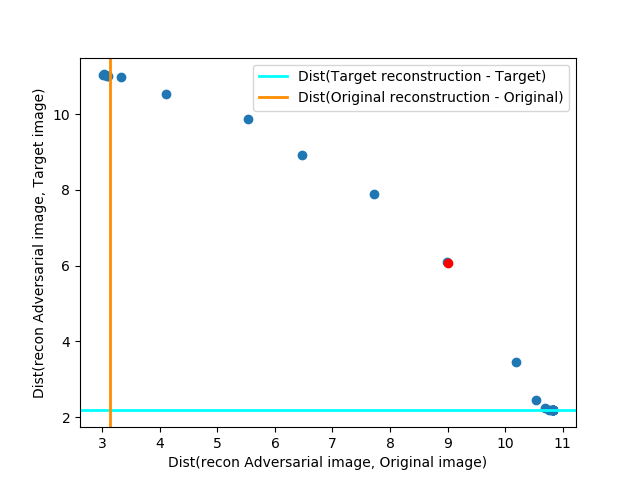 Dist(Target reconstruction - Target)
Dist(Original reconstruction - Original)
10
8
6
4
2
Dist(recon Adversarial image, Target image)
3 4 5 6 7 8 9 10 11
Dist(recon Adversarial image, Original image)